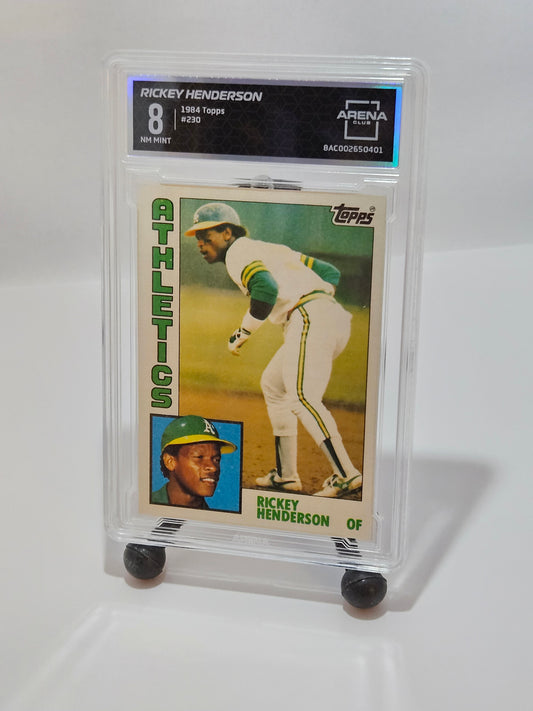 RICKEY HENDERSON
8
NM MINT
1984 Topps
#230
ARENA
CLUB
8AC002650401
Topps
ATHLETICS
A's
RICKEY
HENDERSON OF